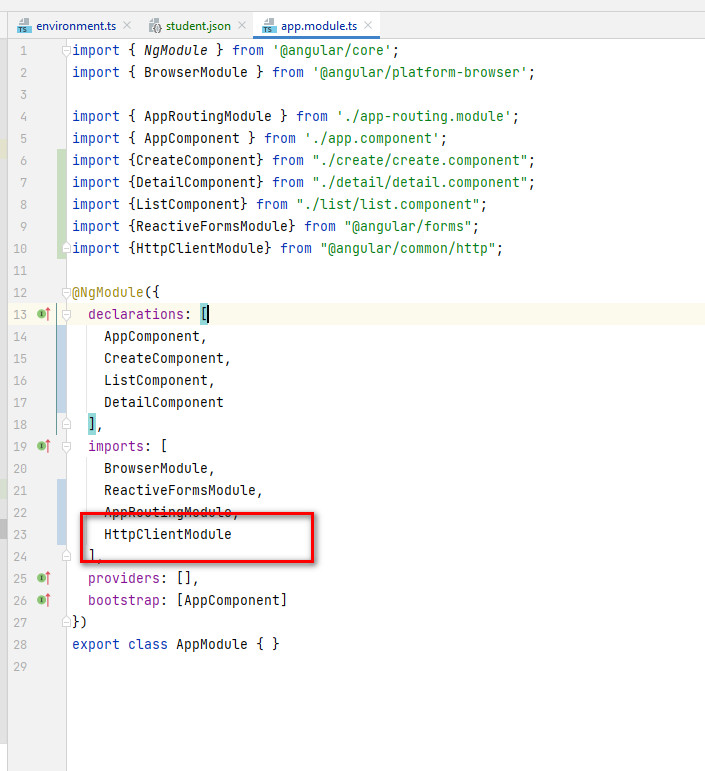 environment.ts student.json app.module.ts
1 import { NgModule } from '@angular/core';
2 import { BrowserModule } from '@angular/platform-browser';
3
4 import { AppRoutingModule } from './app-routing.module';
5 import { AppComponent } from './app.component';
6 import {CreateComponent} from "./create/create.component";
7 import {DetailComponent} from "./detail/detail.component";
8 import {ListComponent} from "./list/list.component";
9 import {ReactiveFormsModule} from "@angular/forms";
10 import {HttpClientModule} from "@angular/common/http";
11
12 @NgModule({
13 declarations: [
14 AppComponent,
15 CreateComponent,
16 ListComponent,
17 DetailComponent
18 ],
19 imports: [
20 BrowserModule,
21 ReactiveFormsModule,
22 AppRoutingModule,
23 HttpClientModule
24 ],
25 providers: [],
26 bootstrap: [AppComponent]
27 })
28 export class AppModule { }
29